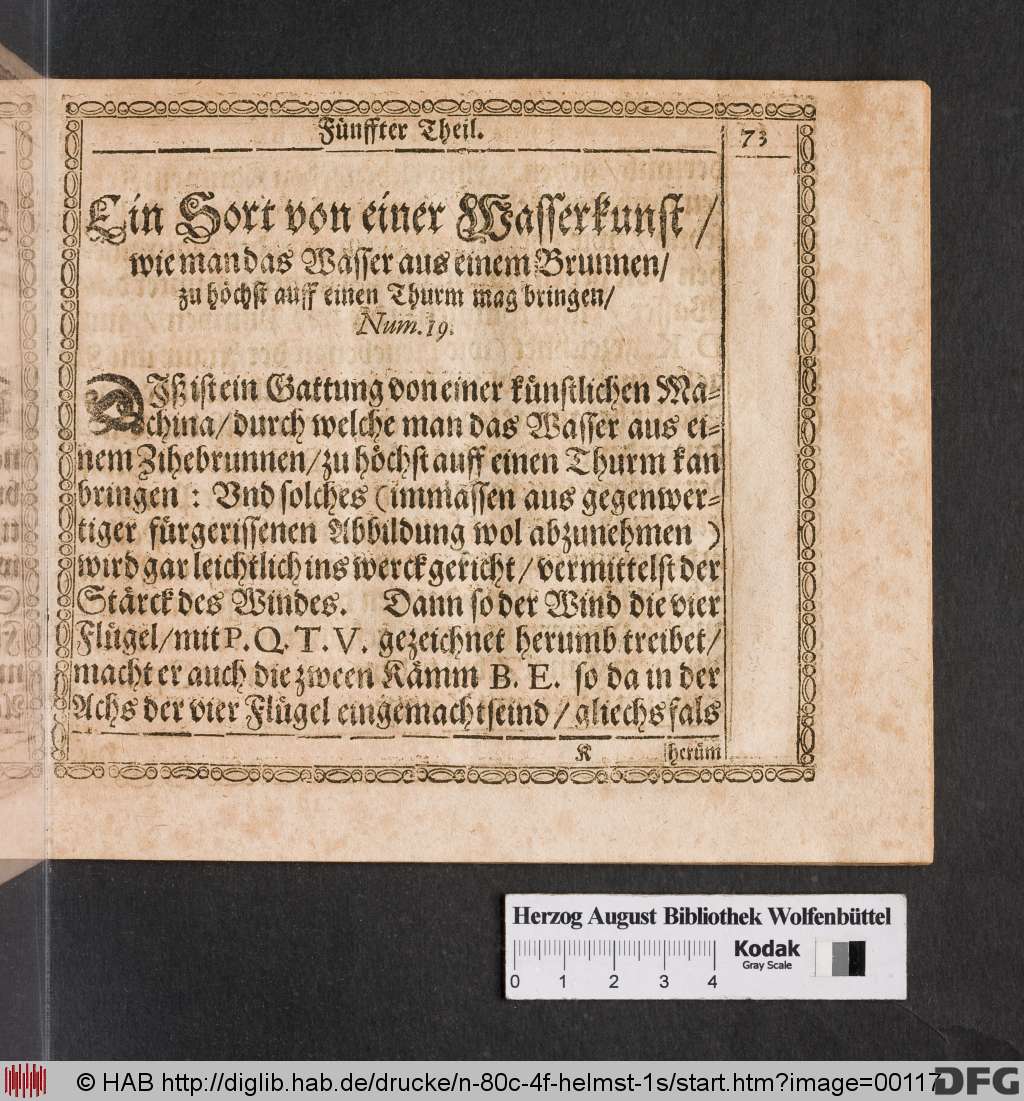 Fünffter Theil.
73
Ein Sort von einer Wasserkunst /
wie man das Wasser aus einem Brunnen/
zu höchst auff einen Thurm mag bringen/
Num. 19.
DIß ist ein Gattung von einer künstlichen Ma-
china/ durch welche man das Wasser aus ei-
nem Zihebrunnen/ zu höchst auff einen Thurm kan
bringen : Vnd solches (immassen aus gegenwer-
tiger fürgerissenen Abbildung wol abzunehmen )
wird gar leichtlich ins werck gericht/ vermittelst der
Stärck des Windes. Dann so der Wind die vier
Flügel/ mit P. Q. T. V. gezeichnet herumb treibet/
macht er auch die zween Kämm B. E. so da in der
Achs der vier Flügel eingemacht seind / gliechsfals
K herüm
Herzog August Bibliothek Wolfenbüttel
Kodak
Gray Scale
0 1 2 3 4
© HAB http://diglib.hab.de/drucke/n-80c-4f-helmst-1s/start.htm?image=00117
DFG